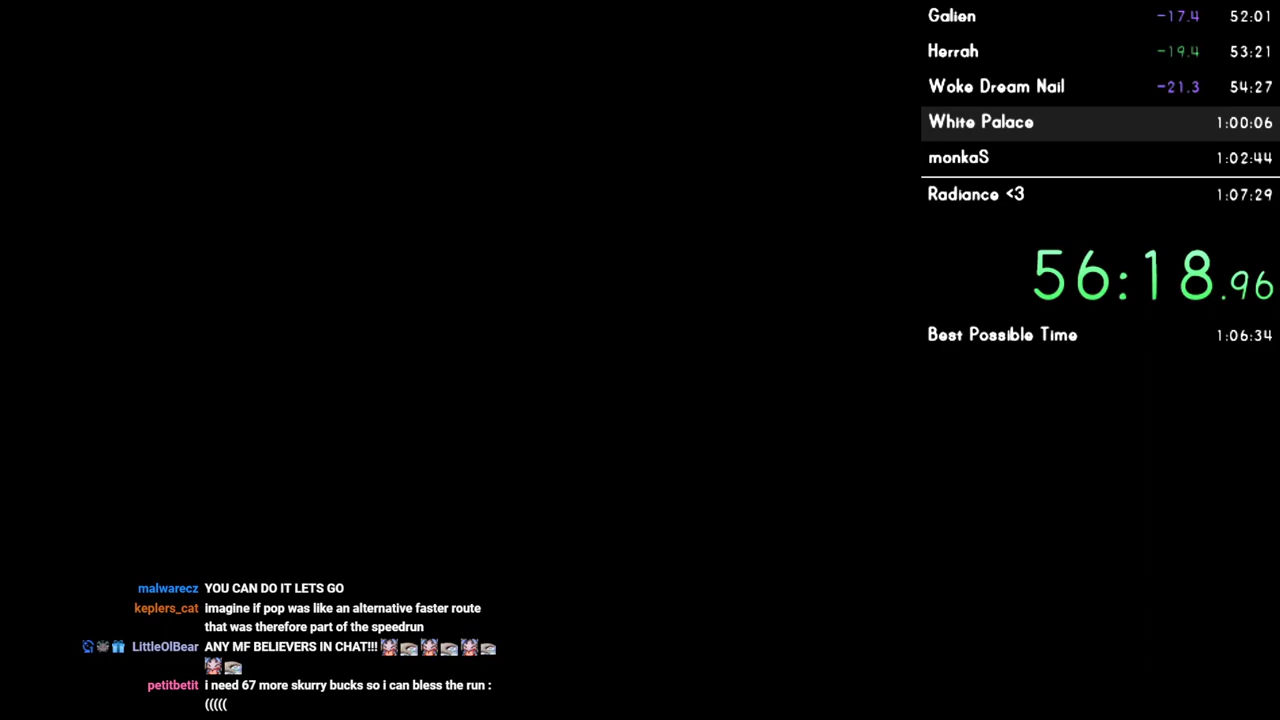 Galien -17.4 52:01
Herrah -19.4 53:21
Woke Dream Nail -21.3 54:27
White Palace 1:00:06
monkaS 1:02:44
Radiance <3 1:07:29
56:18.96
Best Possible Time 1:06:34
malwarecz YOU CAN DO IT LETS GO
keplers_cat imagine if pop was like an alternative faster route
that was therefore part of the speedrun
LittleOlBear ANY MF BELIEVERS IN CHAT!!!
petitbetit i need 67 more skurry bucks so i can bless the run :
(((((